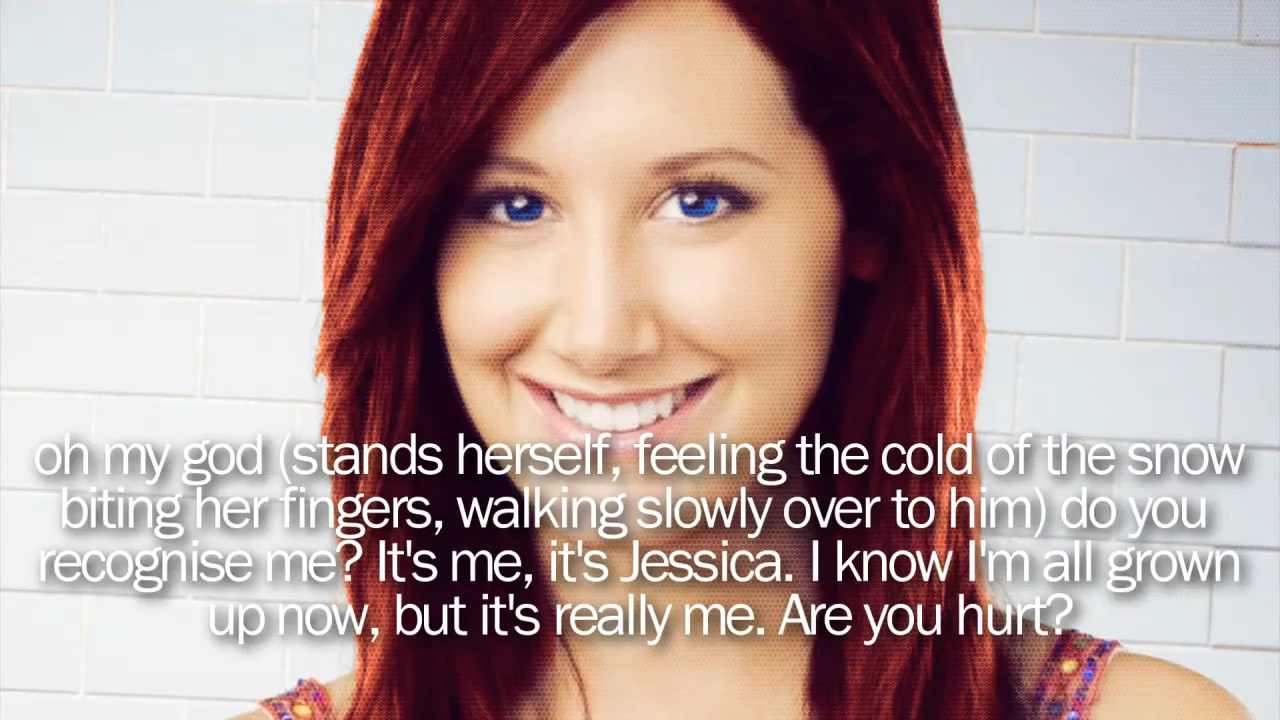 oh my god (stands herself, feeling the cold of the snow
biting her fingers, walking slowly over to him) do you
recognise me? It's me, it's Jessica. I know I'm all grown
up now, but it's really me. Are you hurt?